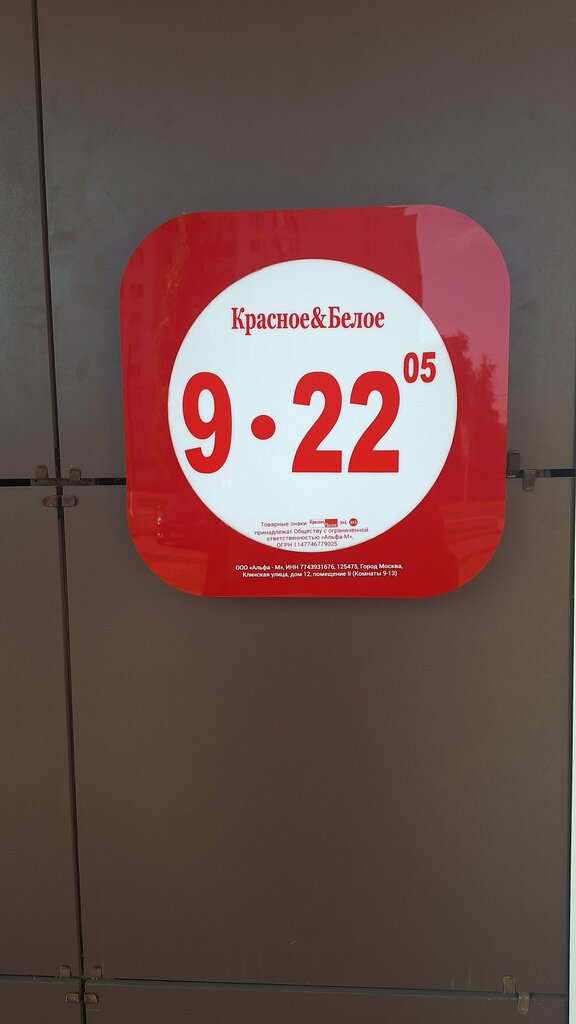 Красное&Белое
9 • 22 05
Товарные знаки
принадлежат Обществу с ограниченной
ответственностью «Альфа-М»,
ОГРН 1147746779025
ООО «Альфа - М», ИНН 7743931676, 125475, Город Москва,
Клинская улица, дом 12, помещение II (Комнаты 9-13)